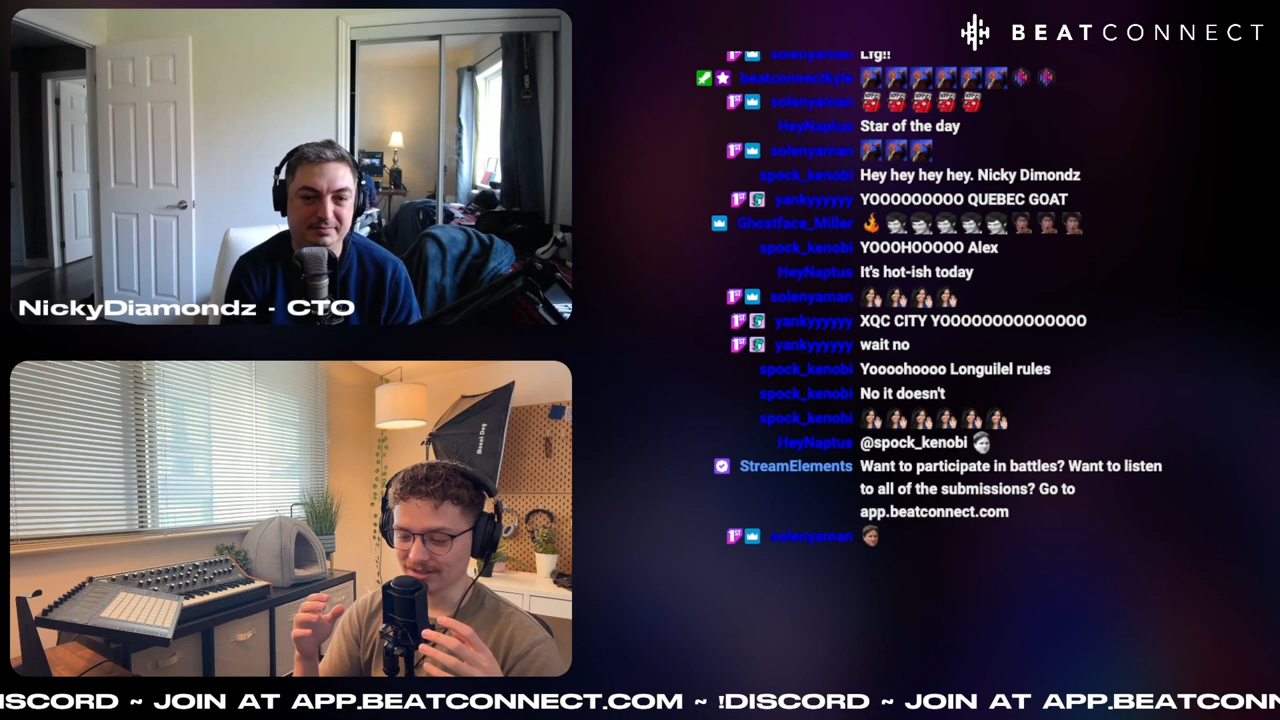 BEATCONNECT
solenyaman Lfg!!
beatconnectkyle
solenyaman
HeyNaptus Star of the day
solenyaman
spock_kenobi Hey hey hey hey. Nicky Dimondz
yankyyyyyy YOOOOOOOOO QUEBEC GOAT
Ghostface_Miller
spock_kenobi YOOOHOOOOO Alex
HeyNaptus It's hot-ish today
solenyaman
yankyyyyyy XQC CITY YOOOOOOOOOOOOOO
yankyyyyyy wait no
spock_kenobi Yoooohoooo Longuilel rules
spock_kenobi No it doesn't
spock_kenobi
HeyNaptus @spock_kenobi
StreamElements Want to participate in battles? Want to listen
to all of the submissions? Go to
app.beatconnect.com
solenyaman
NickyDiamondz - CTO
ISCORD ~ JOIN AT APP.BEATCONNECT.COM ~ !DISCORD ~ JOIN AT APP.BEATCONN